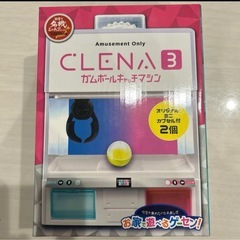 Amusement Only
CLENA 3
ガムボールキャッチマシン
オリジナル
ミニ
カプセル付
2個
お家で遊べるゲーセン!